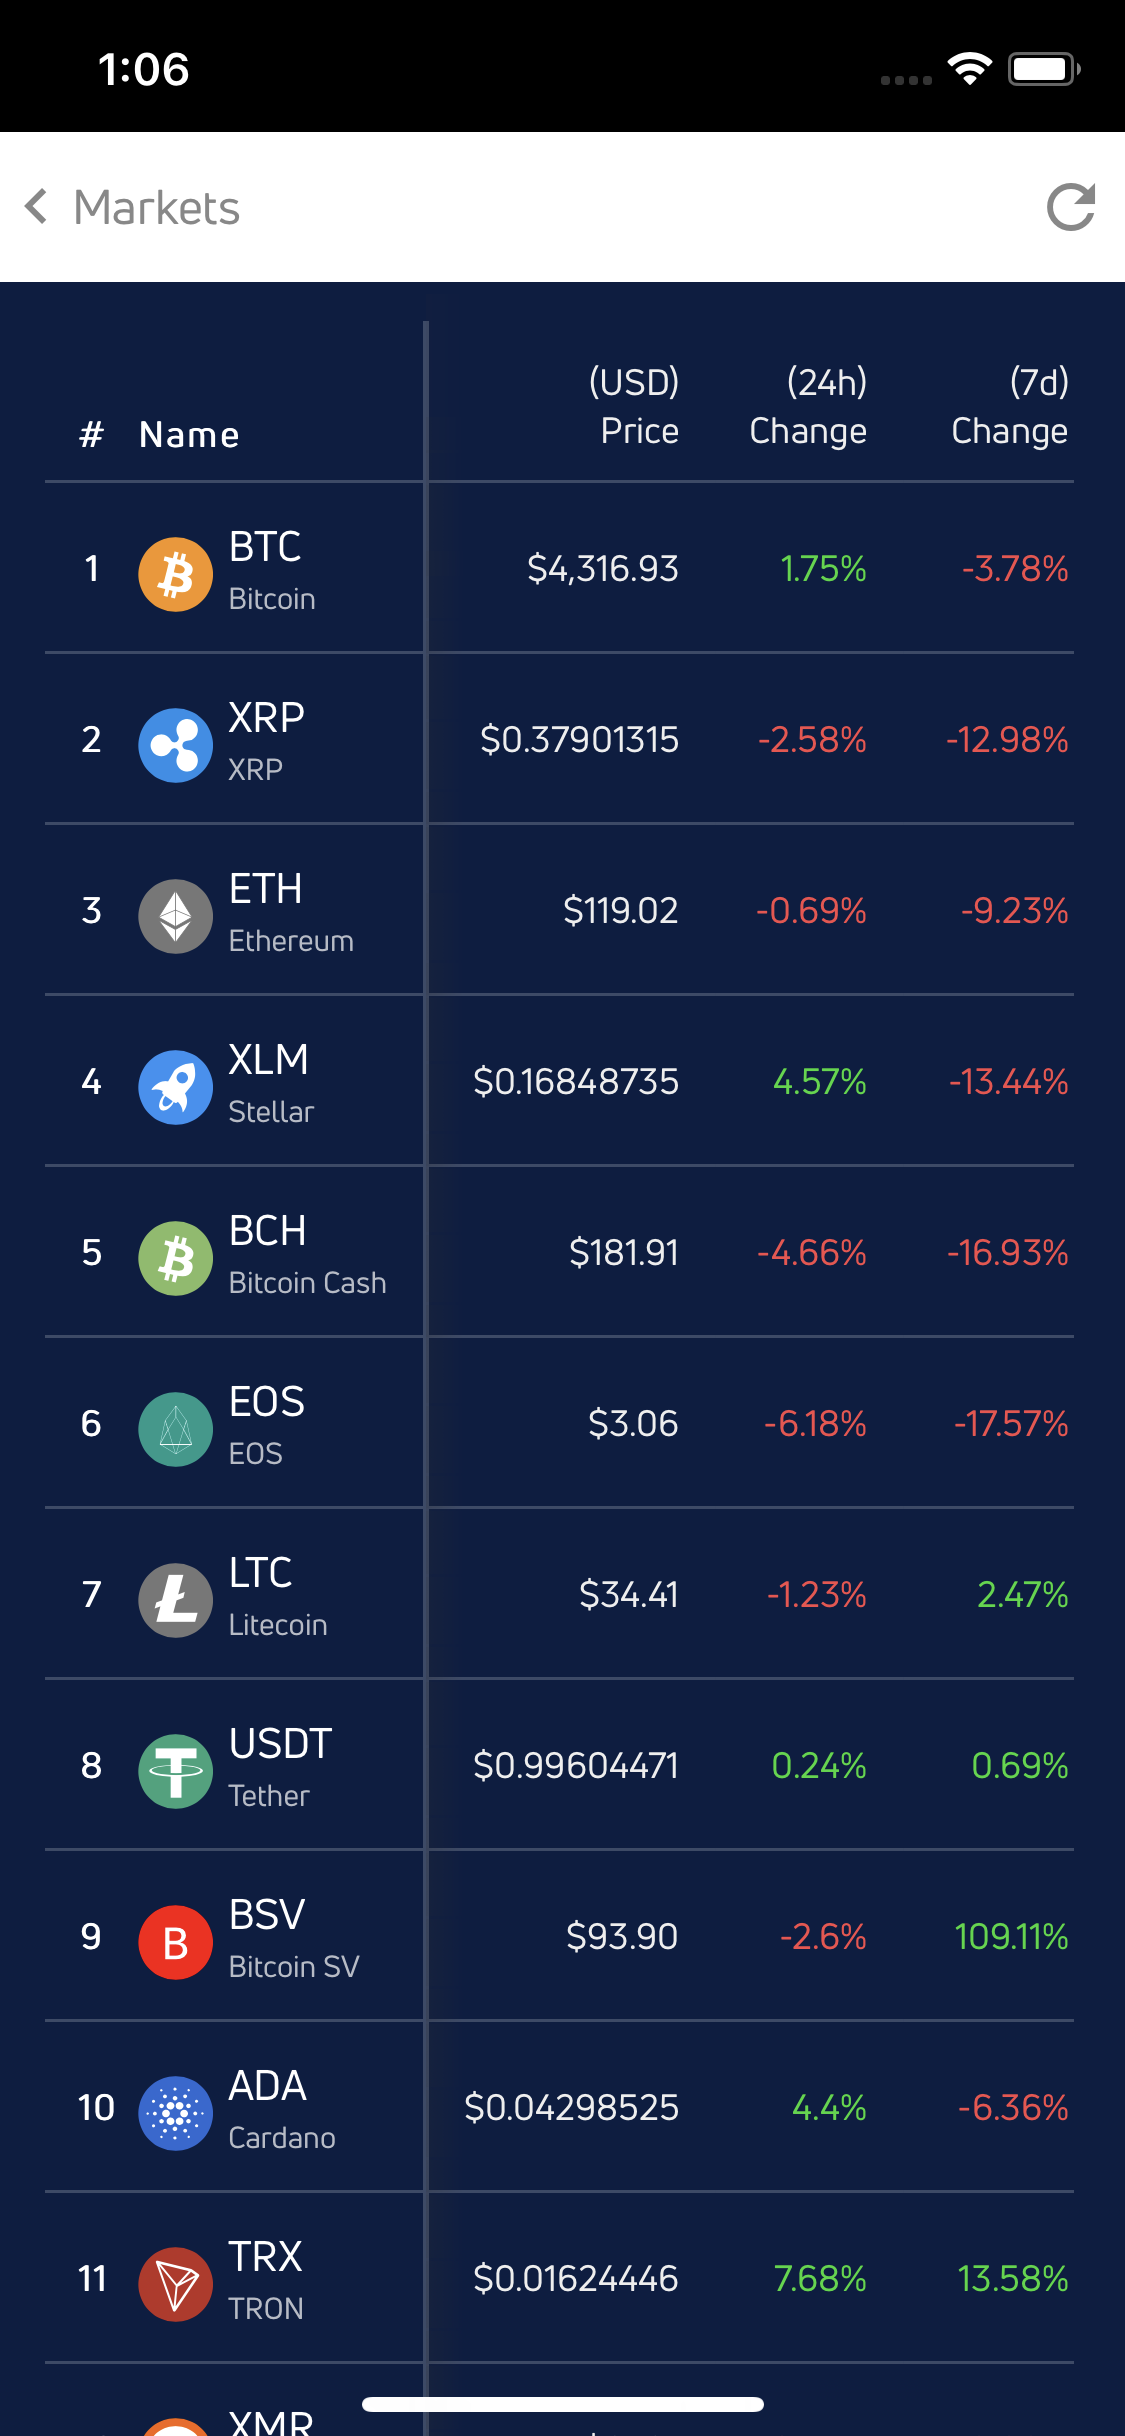 1:06
Markets
# Name (USD) Price (24h) Change (7d) Change
1 BTC Bitcoin $4,316.93 1.75% -3.78%
2 XRP XRP $0.37901315 -2.58% -12.98%
3 ETH Ethereum $119.02 -0.69% -9.23%
4 XLM Stellar $0.16848735 4.57% -13.44%
5 BCH Bitcoin Cash $181.91 -4.66% -16.93%
6 EOS EOS $3.06 -6.18% -17.57%
7 LTC Litecoin $34.41 -1.23% 2.47%
8 USDT Tether $0.99604471 0.24% 0.69%
9 B BSV Bitcoin SV $93.90 -2.6% 109.11%
10 ADA Cardano $0.04298525 4.4% -6.36%
11 TRX TRON $0.01624446 7.68% 13.58%
XMR